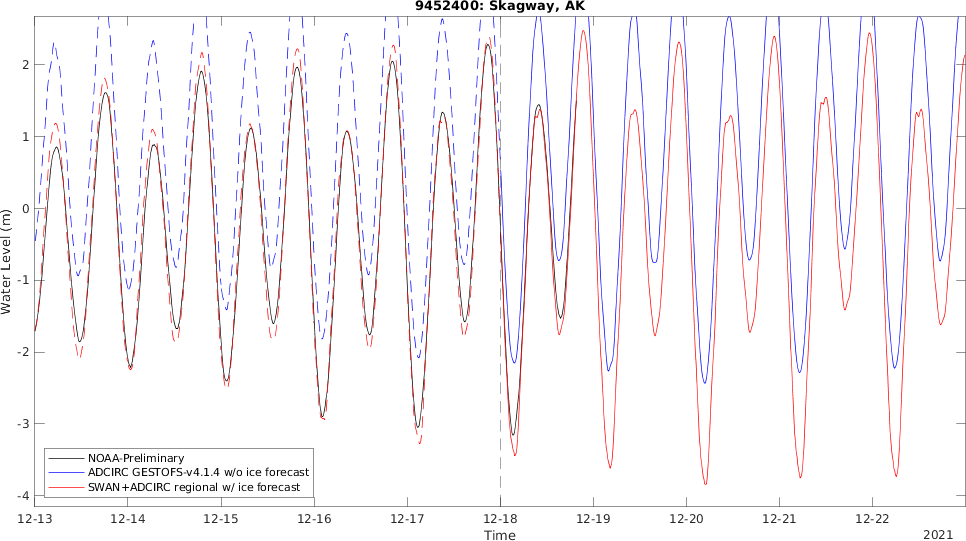 9452400: Skagway, AK
Water Level (m)
2
1
0
-1
-2
-3
-4
NOAA-Preliminary
ADCIRC GESTOFS-v4.1.4 w/o ice forecast
SWAN+ADCIRC regional w/ ice forecast
12-13 12-14 12-15 12-16 12-17 12-18 12-19 12-20 12-21 12-22
Time
2021